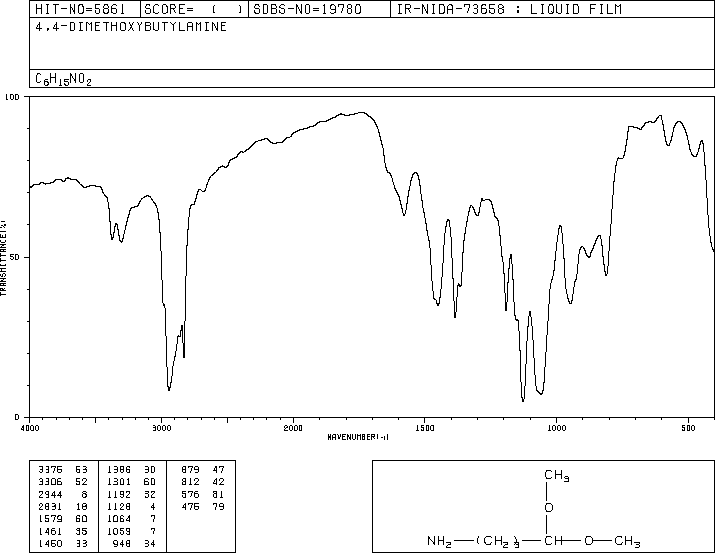 HIT-NO=5861 SCORE= ( ) SDBS-NO=19780 IR-NIDA-73658 : LIQUID FILM
4,4-DIMETHOXYBUTYLAMINE
C6H15NO2
100
50
0
TRANSMITTANCE(%)
4000 3000 2000 1500 1000 500
WAVENUMBER(-1)
3375 53 1386 30 879 47
3306 52 1301 60 812 42
2944 8 1192 32 576 81
2831 18 1128 4 475 79
1579 60 1064 7
1461 35 1059 7
1450 33 948 34
CH3
O
NH2—(CH2)3—CH—O—CH3